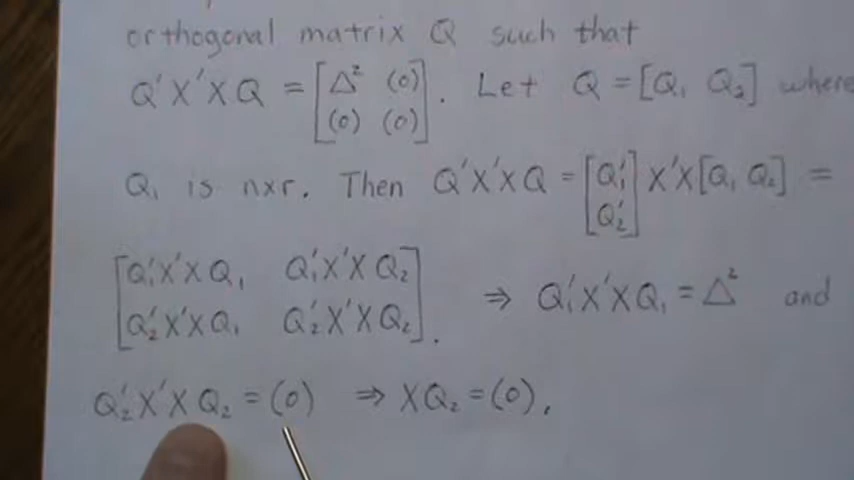 orthogonal matrix Q such that
Q'X'XQ = [Δ² (0) (0) (0)]. Let Q = [Q₁ Q₂] where
Q₁ is nxr. Then Q'X'XQ = [Q₁' Q₂'] X'X[Q₁ Q₂] =
[Q₁'X'XQ₁ Q₁'X'XQ₂
Q₂'X'XQ₁ Q₂'X'XQ₂]. ⇒ Q₁'X'XQ₁ = Δ² and
Q₂'X'XQ₂ = (0) ⇒ XQ₂ = (0),